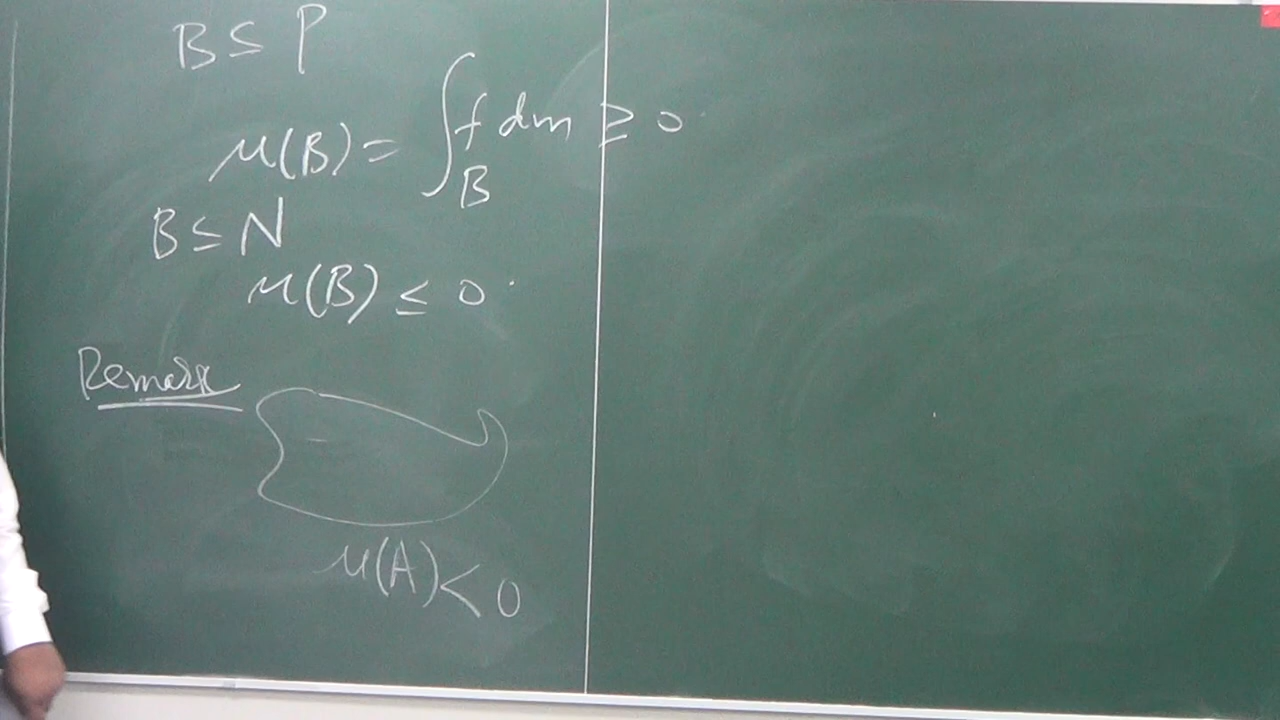 B ⊆ P
μ(B) = ∫_B f dm ≥ 0.
B ⊆ N
μ(B) ≤ 0.
Remark
μ(A) < 0